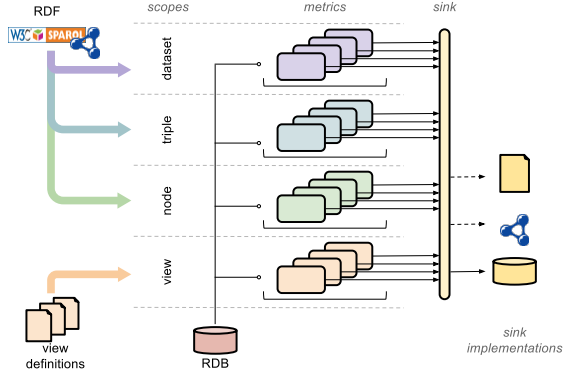 RDF
scopes
metrics
sink
W3C
SPARQL
dataset
triple
node
view
view
definitions
RDB
sink
implementations